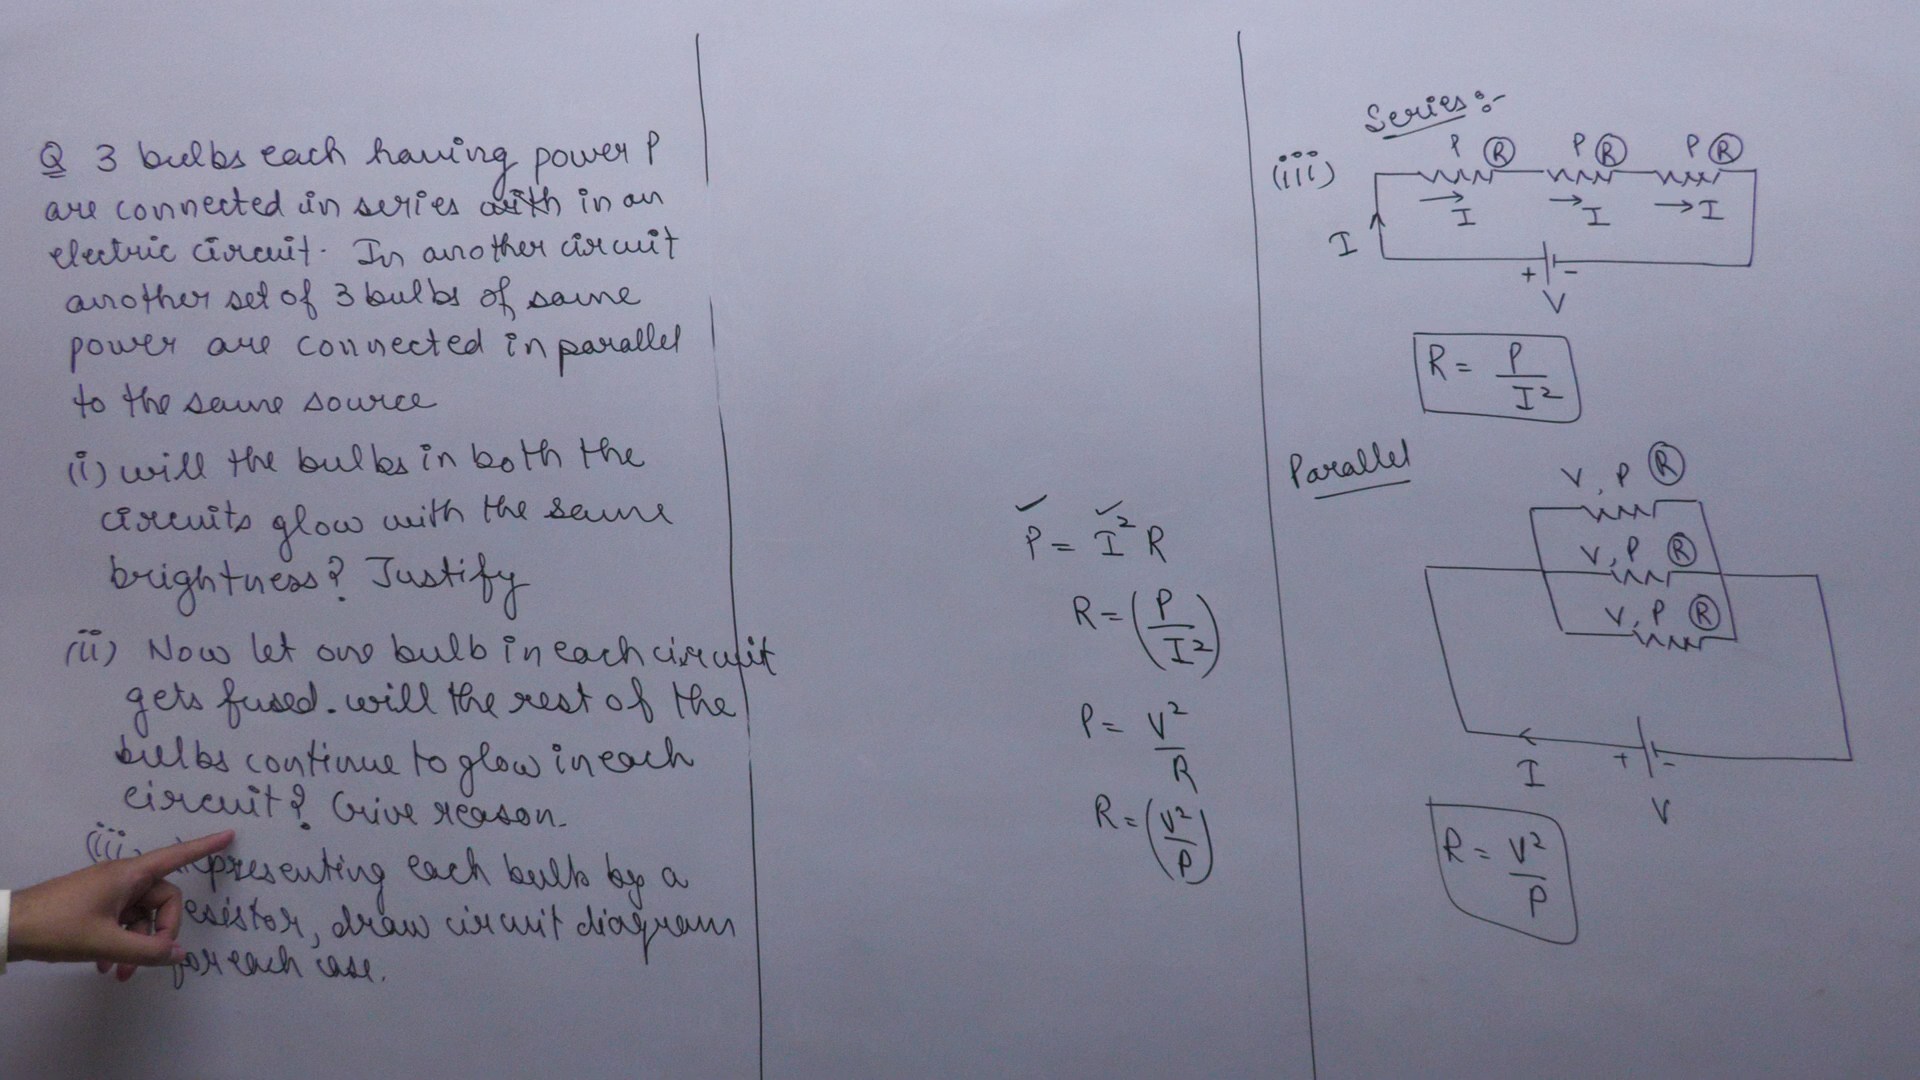 Q 3 bulbs each having power P
are connected in series with in an
electric circuit. In another circuit
another set of 3 bulbs of same
power are connected in parallel
to the same source
(i) will the bulbs in both the
circuits glow with the same
brightness? Justify
(ii) Now let one bulb in each circuit
gets fused. will the rest of the
bulbs continue to glow in each
circuit? Give reason.
(iii) Representing each bulb by a
resistor, draw circuit diagram
for each case.
P = I² R
R = (P/I²)
P = V²/R
R = (V²/P)
Series :-
(iii) P R P R P R
I I I
I
+ -
V
R = P/I²
Parallel
V, P R
V, P R
V, P R
I + -
V
R = V²/P